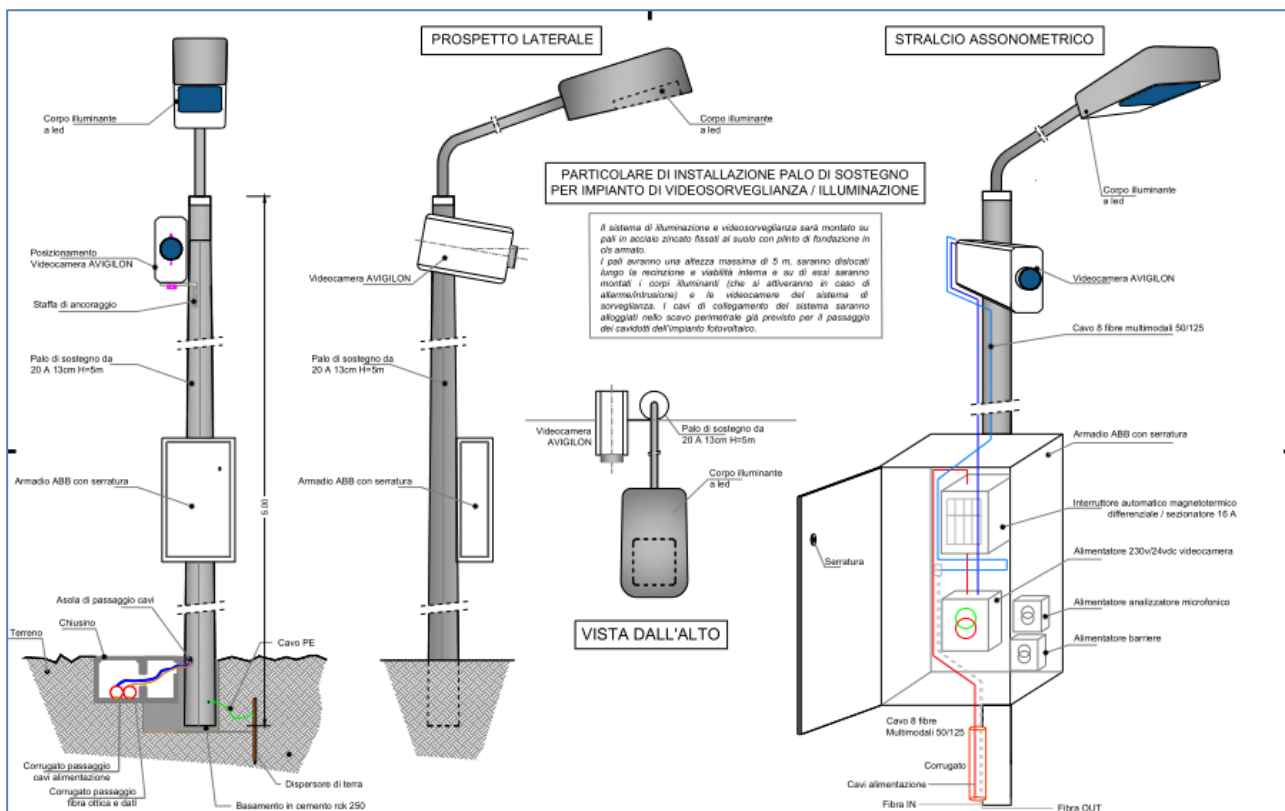 PROSPETTO LATERALE
STRALCIO ASSONOMETRICO
Corpo illuminante
a led
Corpo illuminante
a led
Corpo illuminante
a led
PARTICOLARE DI INSTALLAZIONE PALO DI SOSTEGNO
PER IMPIANTO DI VIDEOSORVEGLIANZA / ILLUMINAZIONE
Il sistema di illuminazione e videosorveglianza sarà montato su
pali in acciaio zincato fissati al suolo con plinto di fondazione in
cls armato.
I pali avranno una altezza massima di 5 m, saranno dislocati
lungo la recinzione e viabilità interna e su di essi saranno
montati i corpi illuminanti (che si attiveranno in caso di
allarme/intrusione) e le videocamere del sistema di
sorveglianza. I cavi di collegamento del sistema saranno
alloggiati nello scavo perimetrale già previsto per il passaggio
dei cavidotti dell'impianto fotovoltaico.
Posizionamento
Videocamera AVIGILON
Staffa di ancoraggio
Palo di sostegno da
20 A 13cm H=5m
Armadio ABB con serratura
5.00
Asola di passaggio cavi
Chiusino
Terreno
Cavo PE
Corrugato passaggio
cavi alimentazione
Corrugato passaggio
fibra ottica e dati
Dispersore di terra
Basamento in cemento rck 250
Videocamera AVIGILON
Palo di sostegno da
20 A 13cm H=5m
Armadio ABB con serratura
Videocamera
AVIGILON
Palo di sostegno da
20 A 13cm H=5m
Corpo illuminante
a led
VISTA DALL'ALTO
Videocamera AVIGILON
Cavo 8 fibre multimodali 50/125
Armadio ABB con serratura
Interruttore automatico magnetotermico
differenziale / sezionatore 16 A
Serratura
Alimentatore 230v/24vdc videocamera
Alimentatore analizzatore microfonico
Alimentatore barriere
Cavo 8 fibre
Multimodali 50/125
Corrugato
Cavi alimentazione
Fibra IN
Fibra OUT